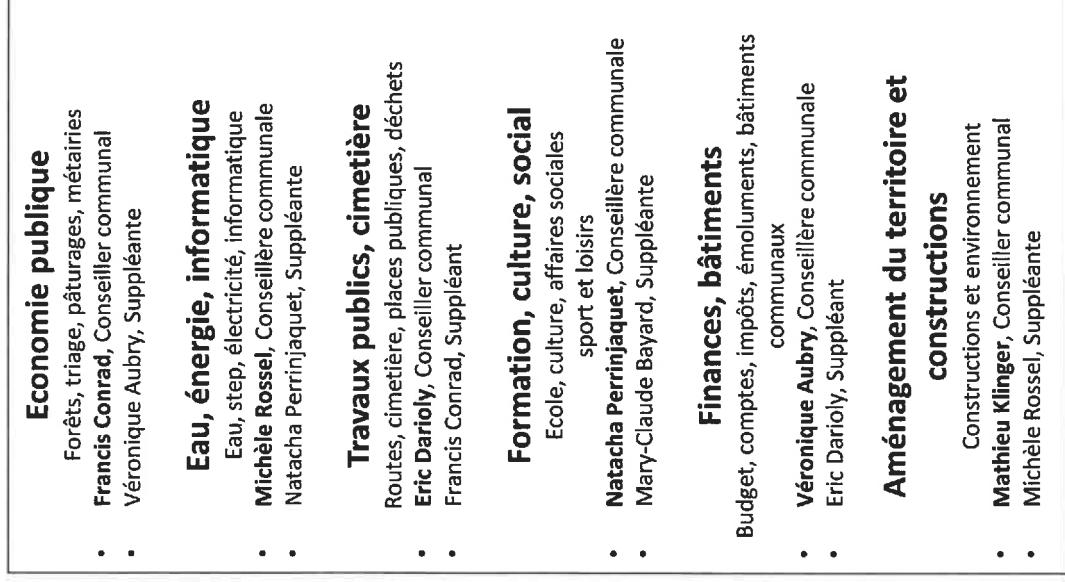 Economie publique
Forêts, triage, pâturages, métairies
• Francis Conrad, Conseiller communal
• Véronique Aubry, Suppléante
Eau, énergie, informatique
Eau, step, électricité, informatique
• Michèle Rossel, Conseillère communale
• Natacha Perrinjaquet, Suppléante
Travaux publics, cimetière
Routes, cimetière, places publiques, déchets
• Eric Darioly, Conseiller communal
• Francis Conrad, Suppléant
Formation, culture, social
Ecole, culture, affaires sociales
sport et loisirs
• Natacha Perrinjaquet, Conseillère communale
• Mary-Claude Bayard, Suppléante
Finances, bâtiments
Budget, comptes, impôts, émoluments, bâtiments
communaux
• Véronique Aubry, Conseillère communale
• Eric Darioly, Suppléant
Aménagement du territoire et
constructions
Constructions et environnement
• Mathieu Klinger, Conseiller communal
• Michèle Rossel, Suppléante